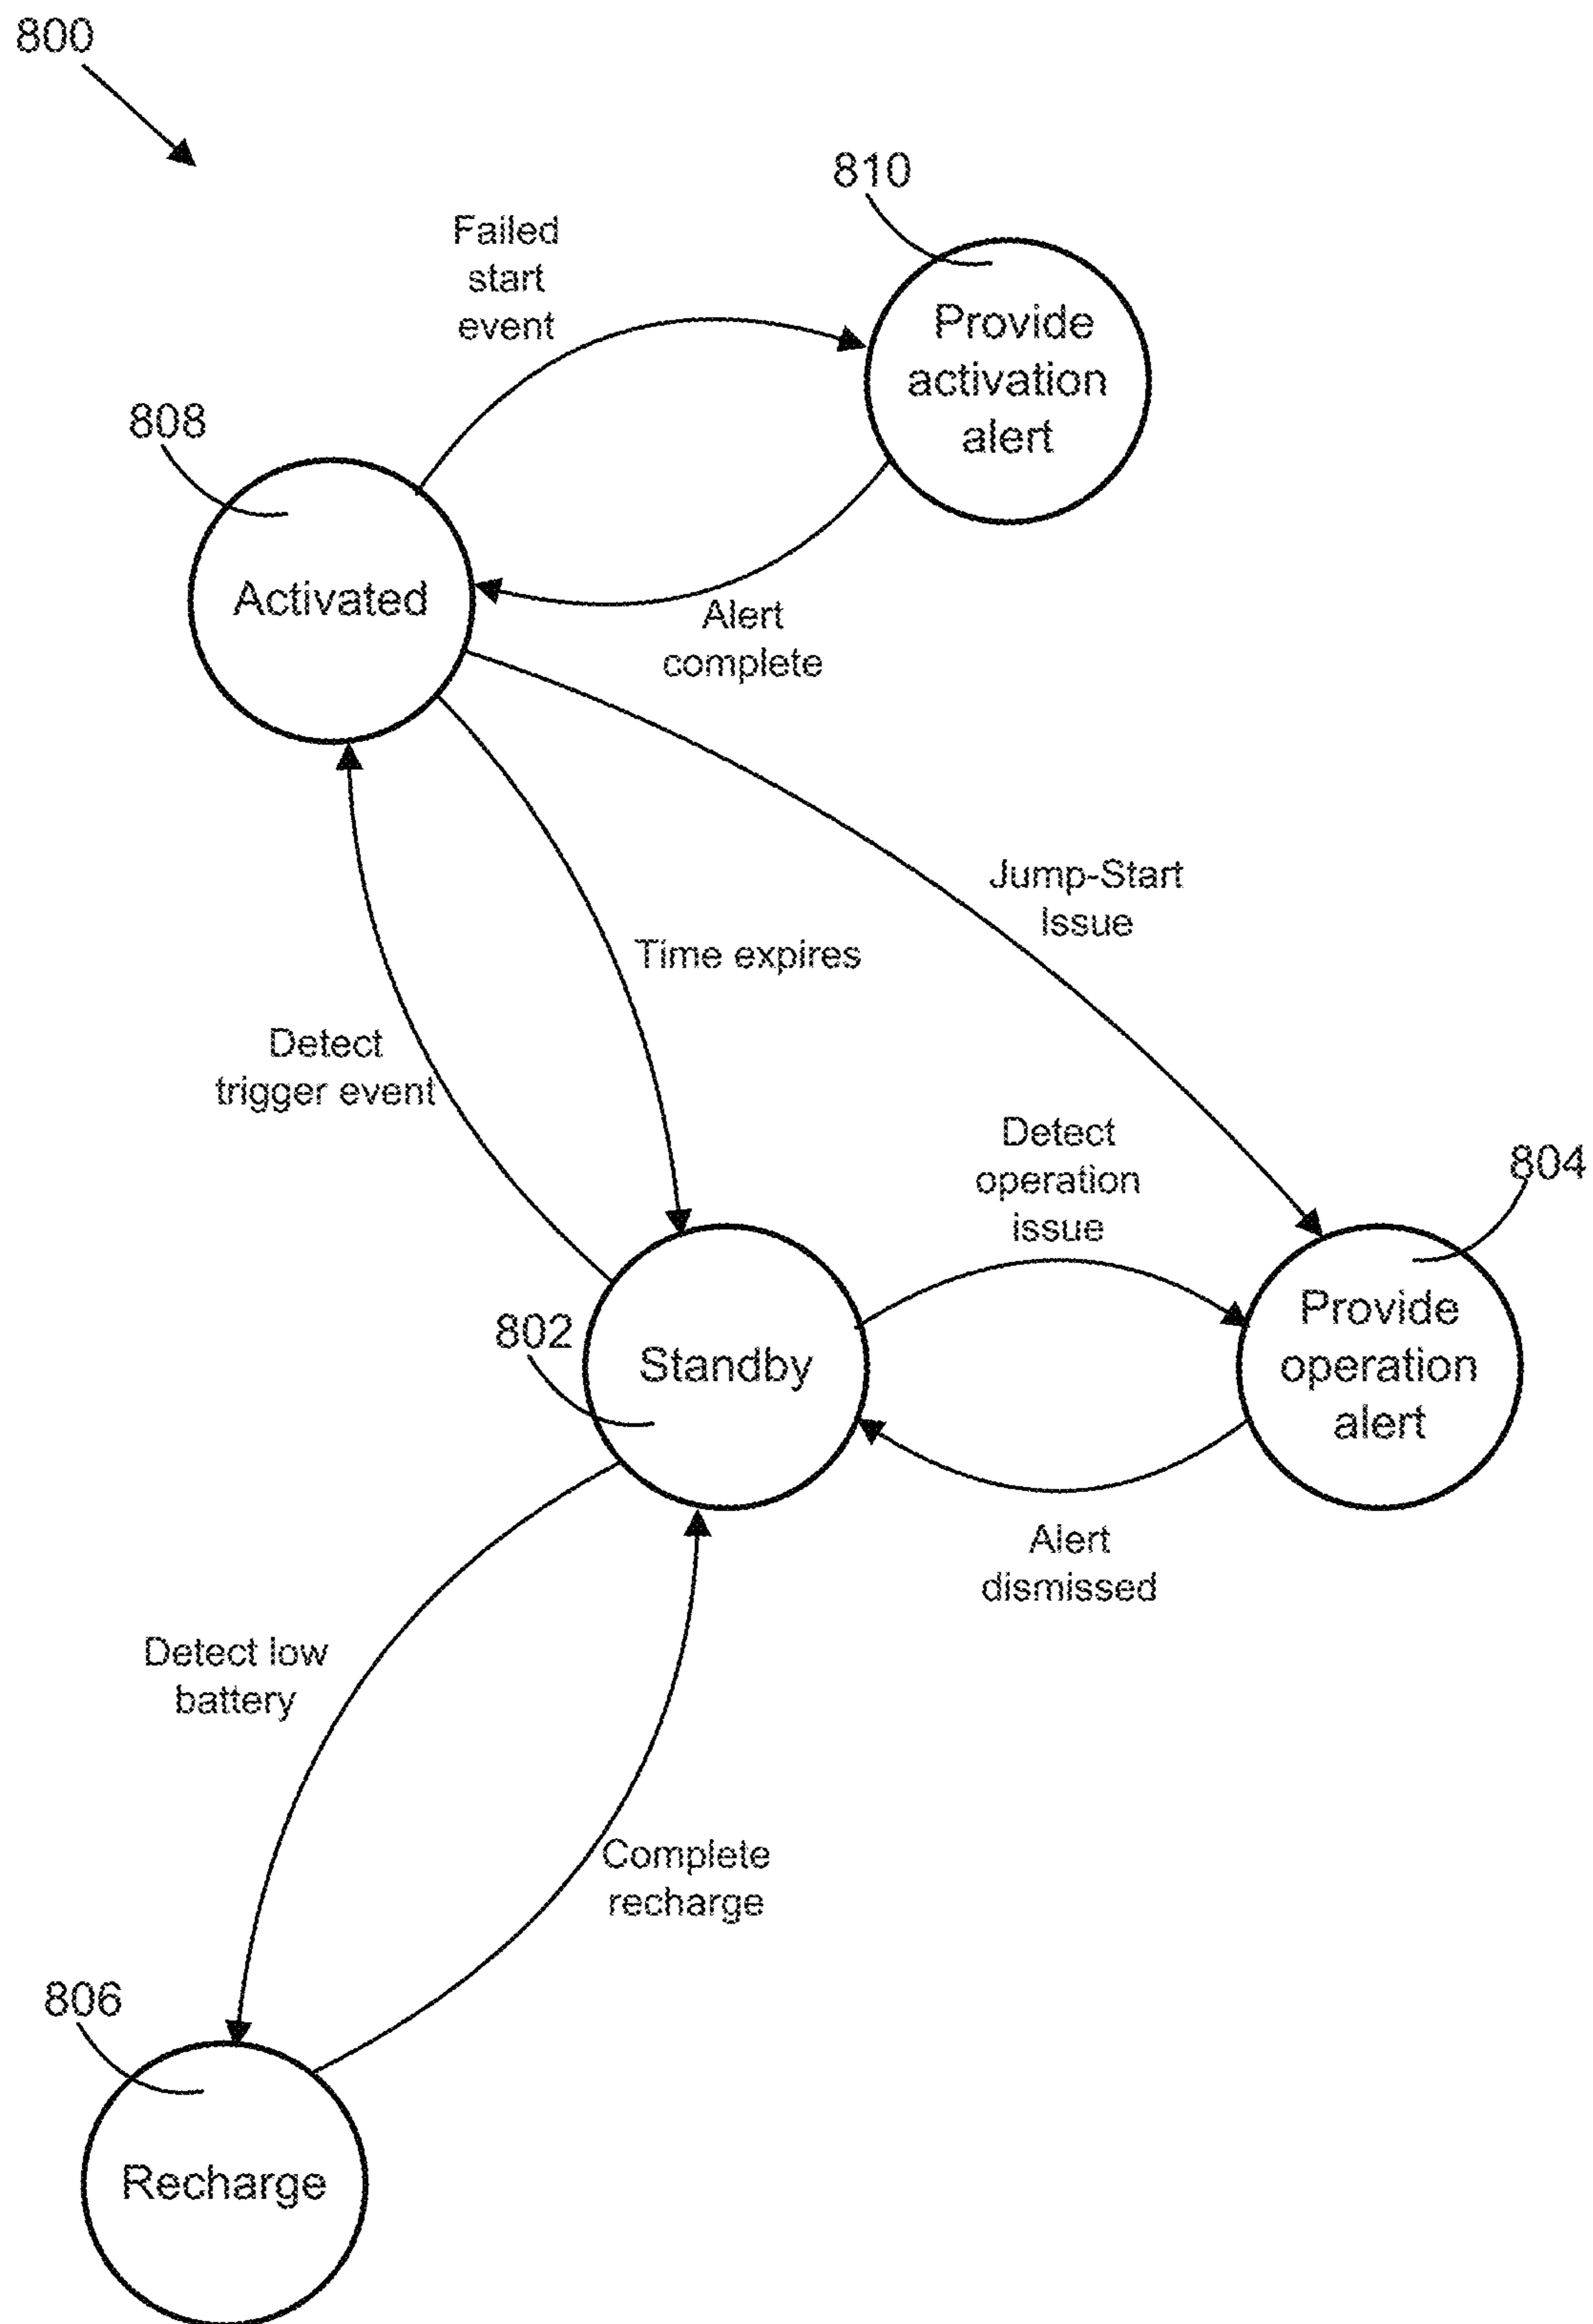 800
810
Failed
start
event
Provide
activation
alert
808
Activated
Alert
complete
Jump-Start
Issue
Time expires
Detect
trigger event
Detect
operation
issue
804
802
Standby
Provide
operation
alert
Alert
dismissed
Detect low
battery
Complete
recharge
806
Recharge